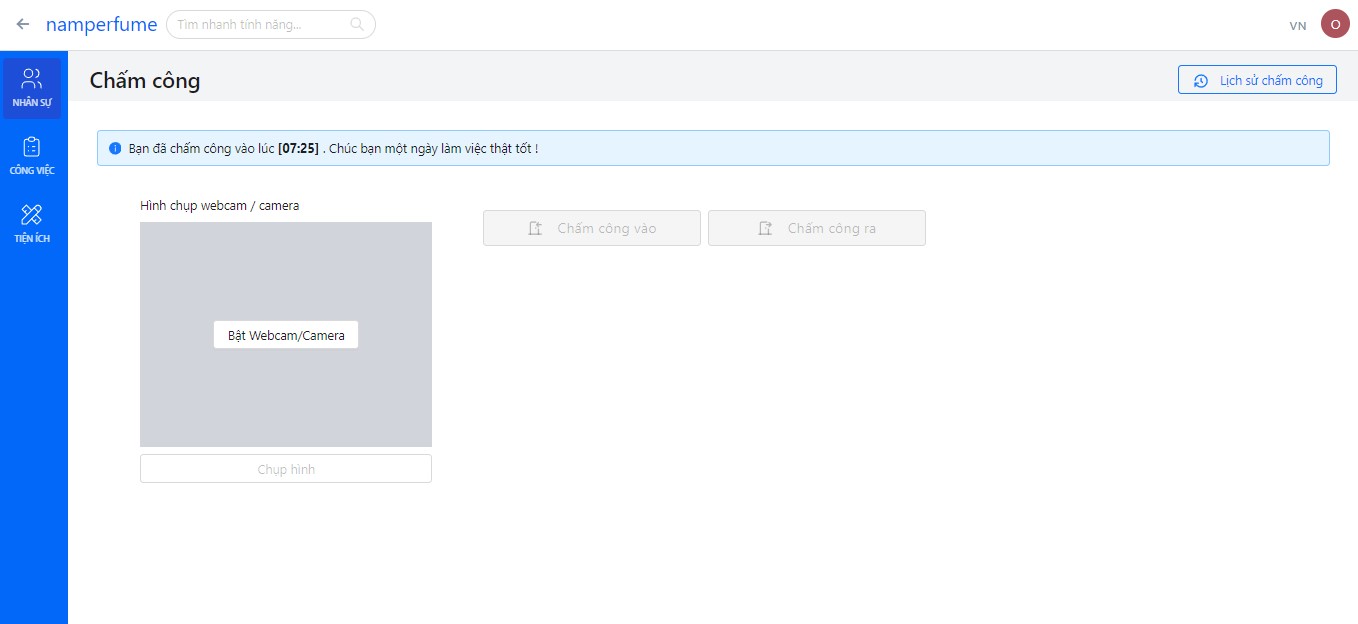 namperfume
Tìm nhanh tính năng...
VN
O
NHÂN SỰ
CÔNG VIỆC
TIỆN ÍCH
Chấm công
Lịch sử chấm công
Bạn đã chấm công vào lúc [07:25] . Chúc bạn một ngày làm việc thật tốt !
Hình chụp webcam / camera
Bật Webcam/Camera
Chụp hình
Chấm công vào
Chấm công ra